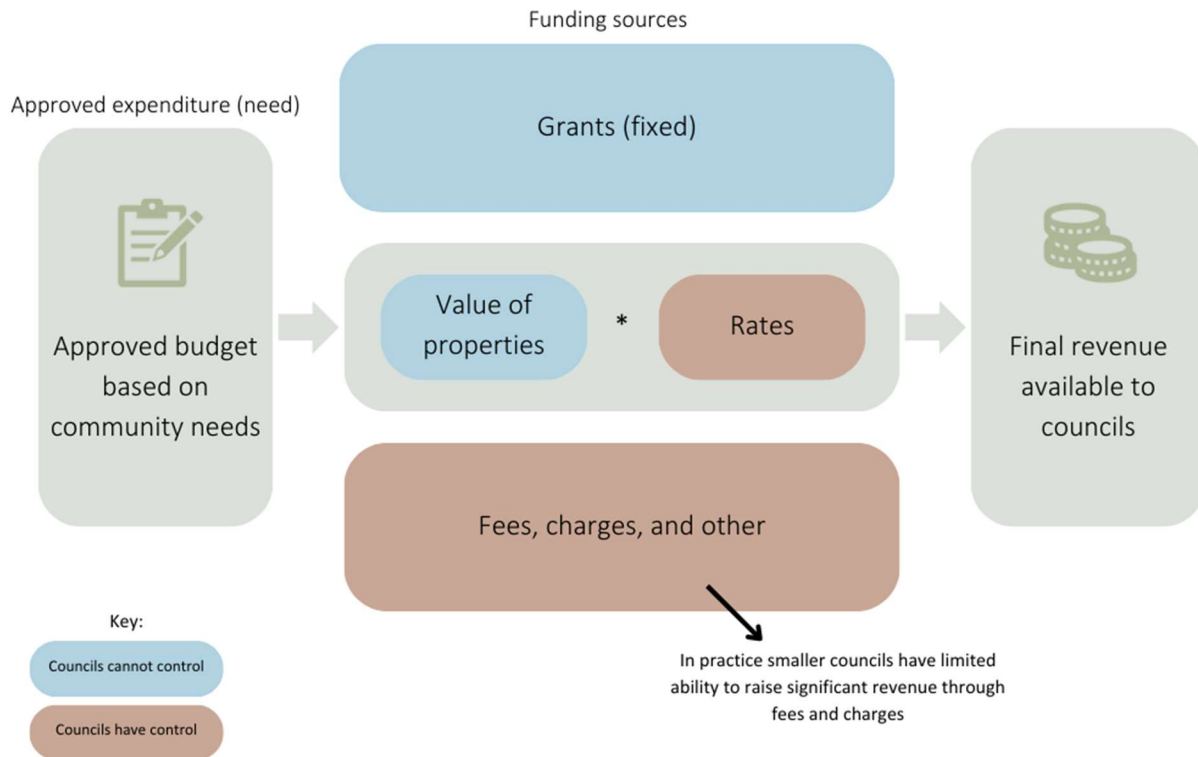 Funding sources
Approved expenditure (need)
Grants (fixed)
Approved budget
based on
community needs
Value of
properties
*
Rates
Final revenue
available to
councils
Fees, charges, and other
In practice smaller councils have limited
ability to raise significant revenue through
fees and charges
Key:
Councils cannot control
Councils have control